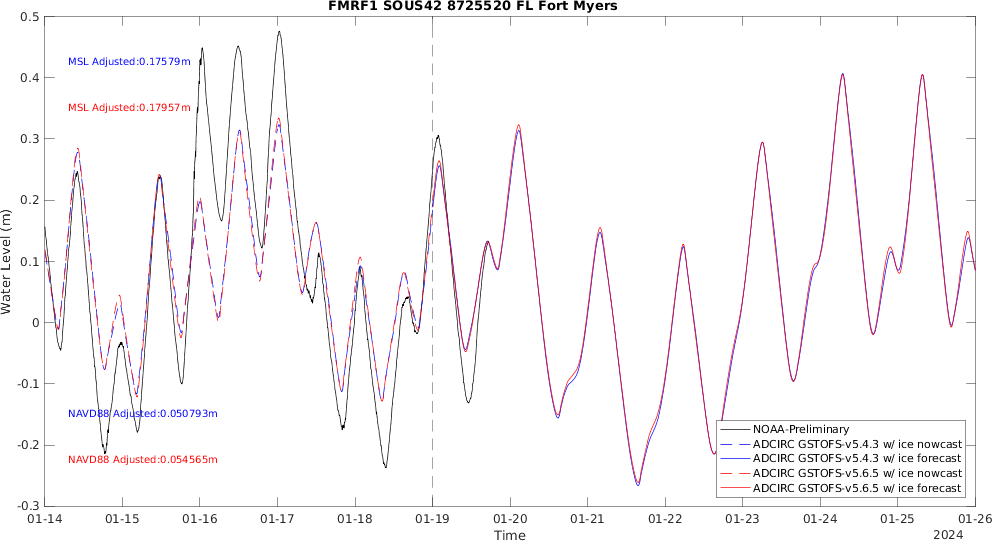 FMRF1 SOUS42 8725520 FL Fort Myers
0.5
0.4
0.3
0.2
0.1
0
-0.1
-0.2
-0.3
Water Level (m)
MSL Adjusted:0.17579m
MSL Adjusted:0.17957m
NAVD88 Adjusted:0.050793m
NAVD88 Adjusted:0.054565m
NOAA-Preliminary
ADCIRC GSTOFS-v5.4.3 w/ ice nowcast
ADCIRC GSTOFS-v5.4.3 w/ ice forecast
ADCIRC GSTOFS-v5.6.5 w/ ice nowcast
ADCIRC GSTOFS-v5.6.5 w/ ice forecast
01-14 01-15 01-16 01-17 01-18 01-19 01-20 01-21 01-22 01-23 01-24 01-25 01-26
Time
2024